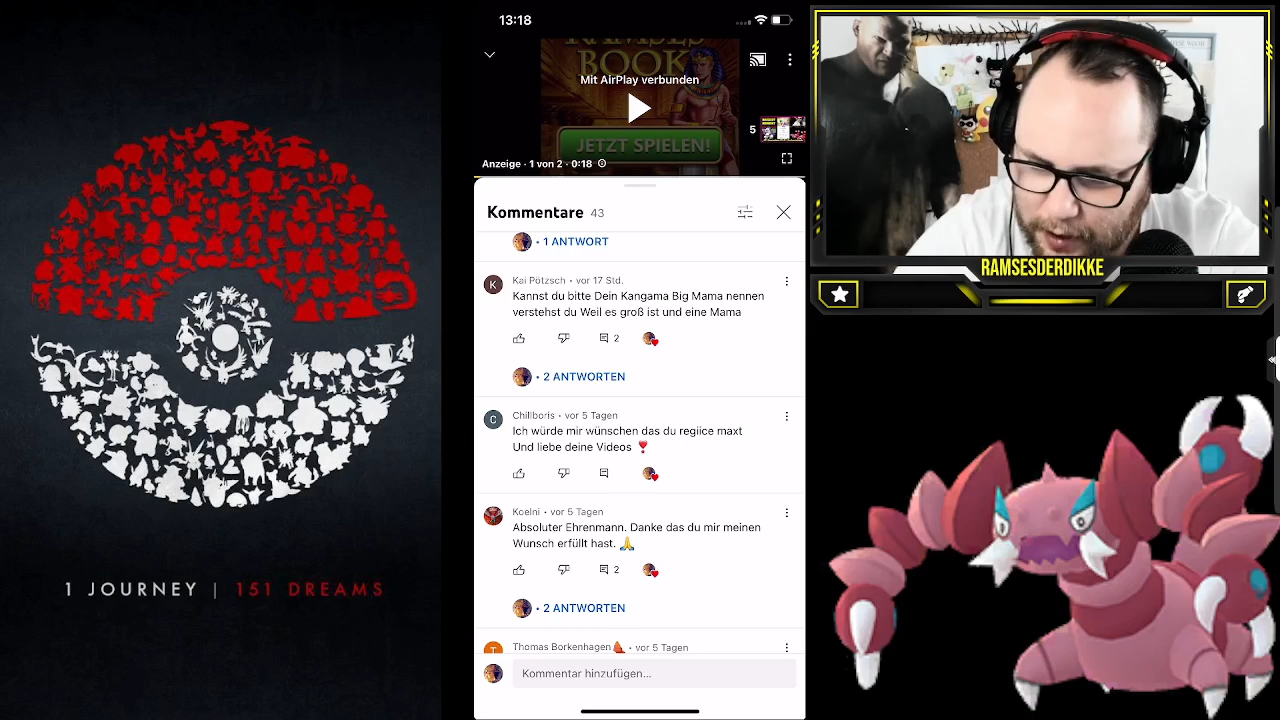 13:18
RAMSES
BOOK
Mit AirPlay verbunden
5
JETZT SPIELEN!
Anzeige · 1 von 2 · 0:18
Kommentare 43
• 1 ANTWORT
K
Kai Pötzsch • vor 17 Std.
Kannst du bitte Dein Kangama Big Mama nennen
verstehst du Weil es groß ist und eine Mama
2
• 2 ANTWORTEN
C
Chillboris • vor 5 Tagen
Ich würde mir wünschen das du regiice maxt
Und liebe deine Videos ❣️
Koelni • vor 5 Tagen
Absoluter Ehrenmann. Danke das du mir meinen
Wunsch erfüllt hast. 🙏
2
• 2 ANTWORTEN
T
Thomas Borkenhagen • vor 5 Tagen
Kommentar hinzufügen...
1 JOURNEY | 151 DREAMS
RAMSESDERDIKKE